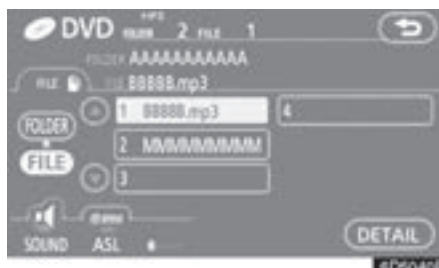 DVD MP3 FOLDER 2 FILE 1
FOLDER AAAAAAAAAAA
FILE FILE BBBBB.mp3
FOLDER
FILE
1 BBBBB.mp3
4
2 MMMMMMMMM
3
SOUND ASL
DETAIL